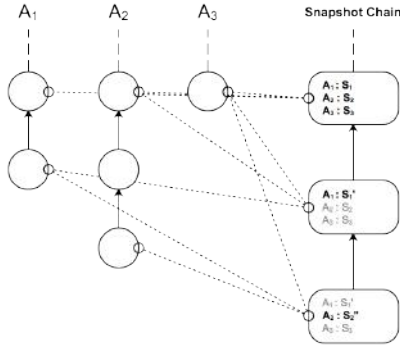 A₁ A₂ A₃ Snapshot Chain
A₁ : S₁
A₂ : S₂
A₃ : S₃
A₁ : S₁'
A₂ : S₂
A₃ : S₃
A₁ : S₁'
A₂ : S₂"
A₃ : S₃